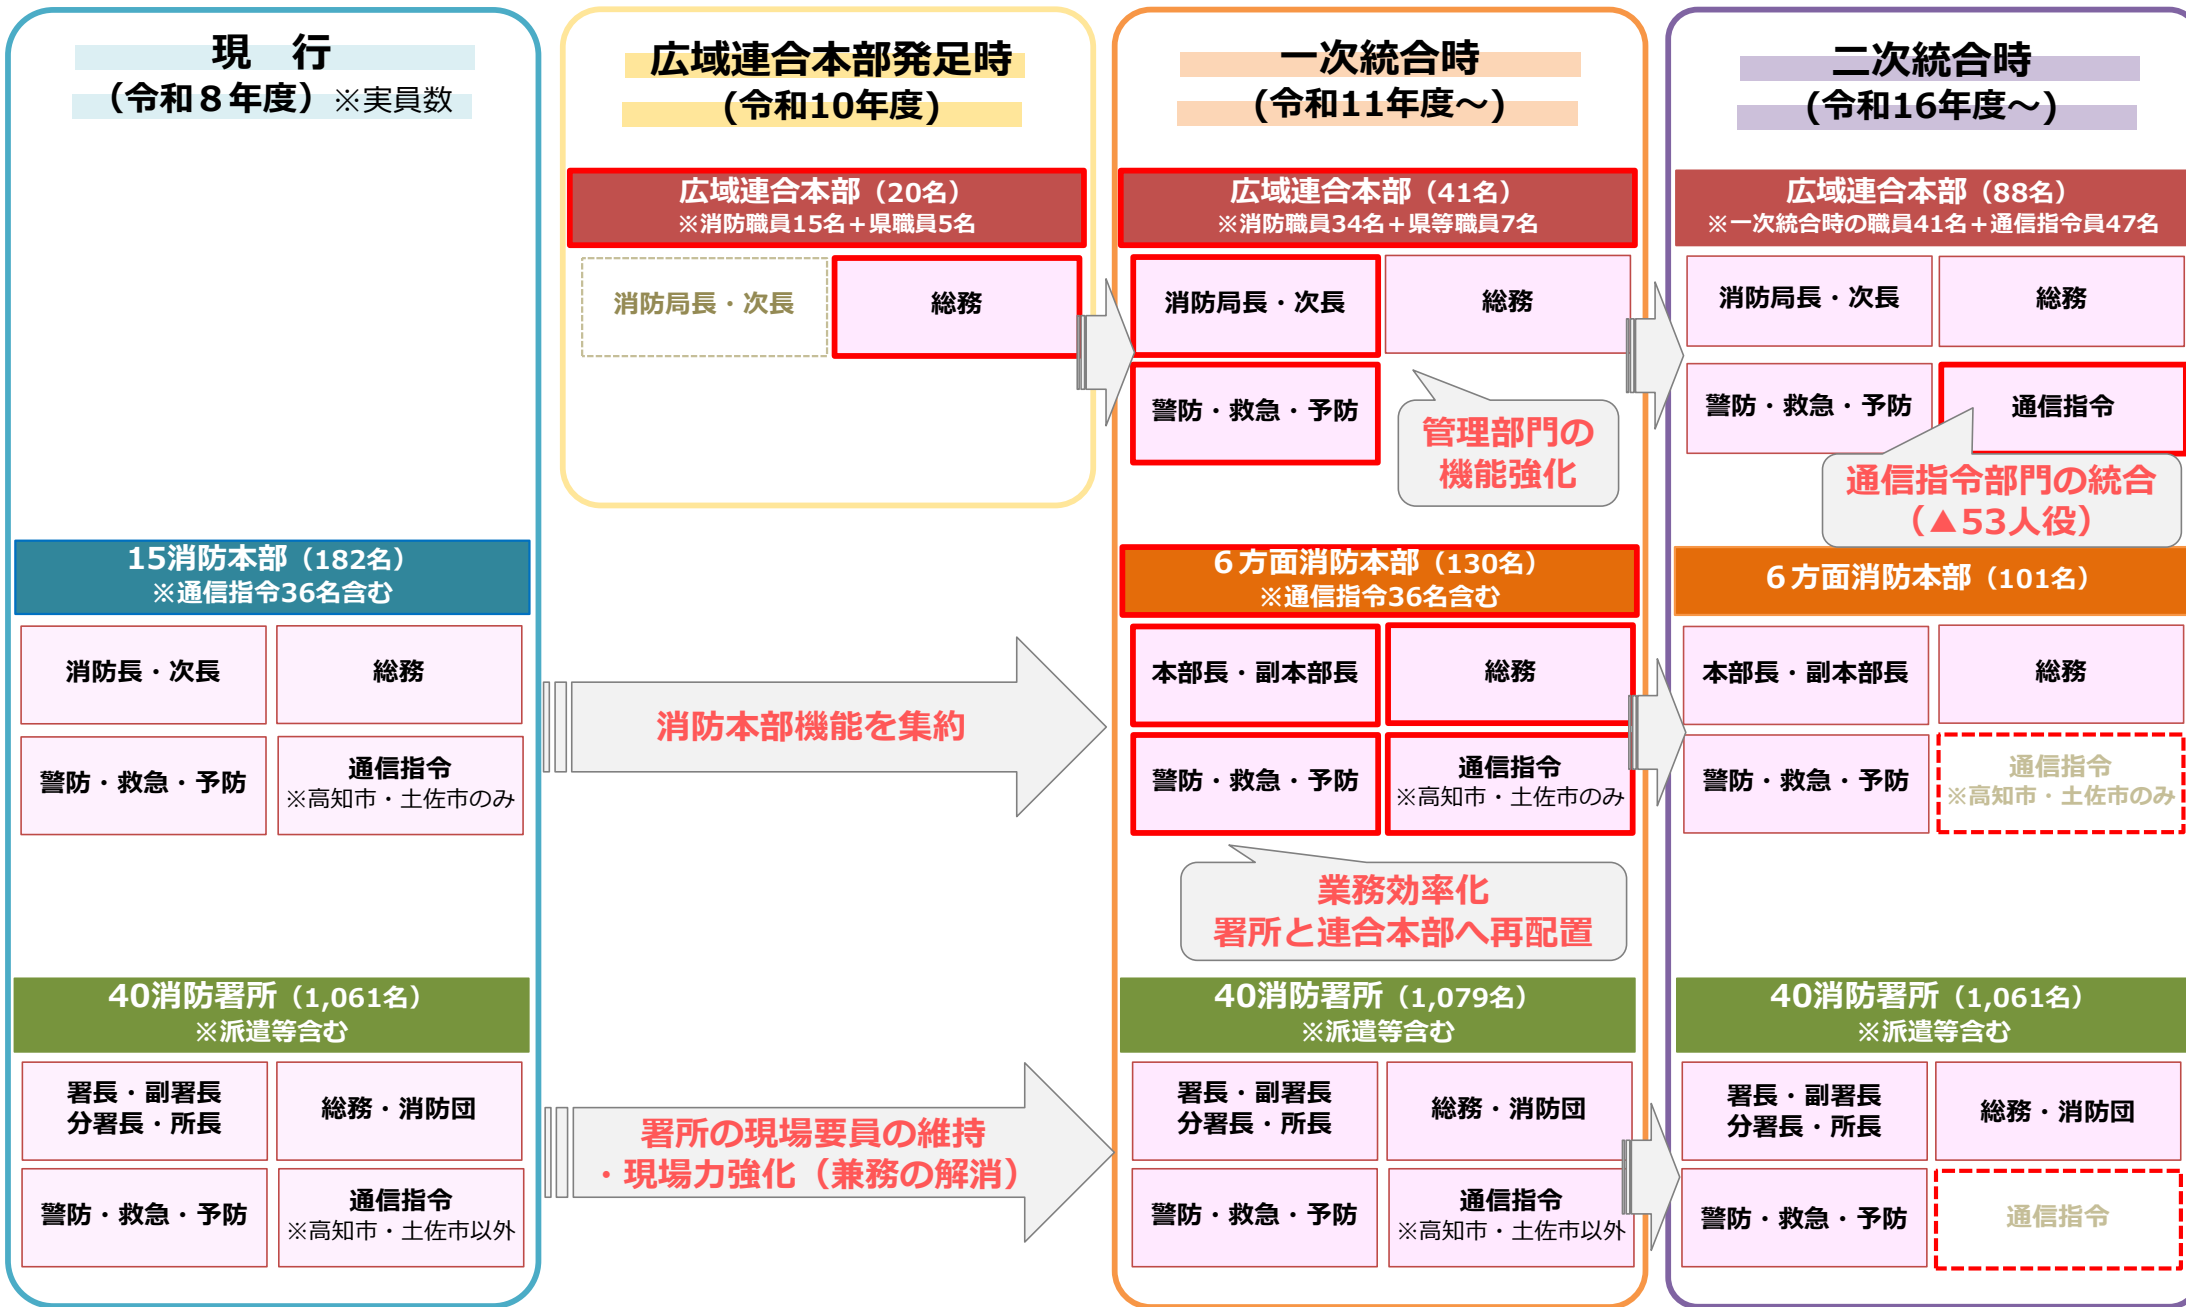 現　行
（令和８年度）※実員数
15消防本部（182名）
※通信指令36名含む
消防長・次長
総務
警防・救急・予防
通信指令
※高知市・土佐市のみ
40消防署所（1,061名）
※派遣等含む
署長・副署長
分署長・所長
総務・消防団
警防・救急・予防
通信指令
※高知市・土佐市以外
消防本部機能を集約
署所の現場要員の維持
・現場力強化（兼務の解消）
広域連合本部発足時
(令和10年度)
広域連合本部（20名）
※消防職員15名＋県職員5名
消防局長・次長
総務
一次統合時
(令和11年度～)
広域連合本部（41名）
※消防職員34名＋県等職員7名
消防局長・次長
総務
警防・救急・予防
管理部門の
機能強化
６方面消防本部（130名）
※通信指令36名含む
本部長・副本部長
総務
警防・救急・予防
通信指令
※高知市・土佐市のみ
業務効率化
署所と連合本部へ再配置
40消防署所（1,079名）
※派遣等含む
署長・副署長
分署長・所長
総務・消防団
警防・救急・予防
通信指令
※高知市・土佐市以外
二次統合時
(令和16年度～)
広域連合本部（88名）
※一次統合時の職員41名＋通信指令員47名
消防局長・次長
総務
警防・救急・予防
通信指令
通信指令部門の統合
（▲53人役）
６方面消防本部（101名）
本部長・副本部長
総務
警防・救急・予防
通信指令
※高知市・土佐市のみ
40消防署所（1,061名）
※派遣等含む
署長・副署長
分署長・所長
総務・消防団
警防・救急・予防
通信指令